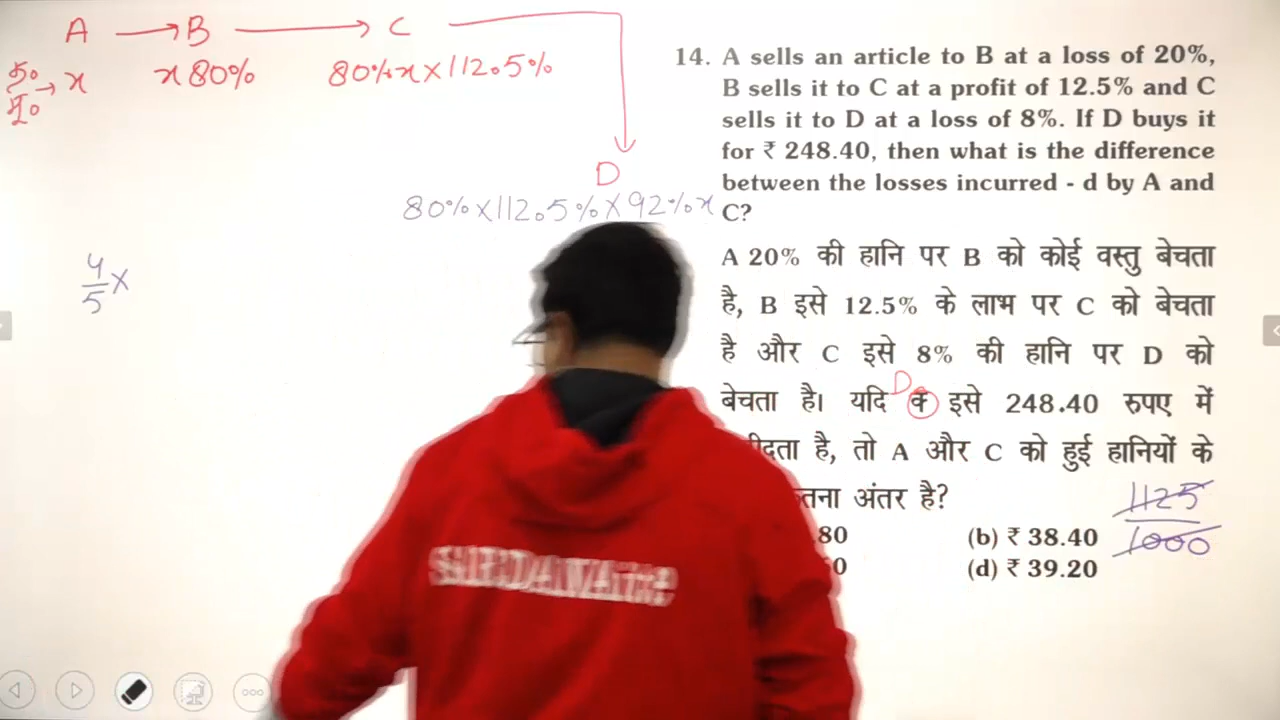 A → B → C
50
x x 80% 80% x × 112.5%
D
80% × 112.5% × 92% x
4/5 ×
14. A sells an article to B at a loss of 20%,
B sells it to C at a profit of 12.5% and C
sells it to D at a loss of 8%. If D buys it
for ₹ 248.40, then what is the difference
between the losses incurred - d by A and
C?
A 20% की हानि पर B को कोई वस्तु बेचता
है, B इसे 12.5% के लाभ पर C को बेचता
है और C इसे 8% की हानि पर D को
D
बेचता है। यदि क इसे 248.40 रुपए में
है, तो A और C को हुई हानियों के
अंतर है?
1125
1000
80 (b) ₹ 38.40
0 (d) ₹ 39.20